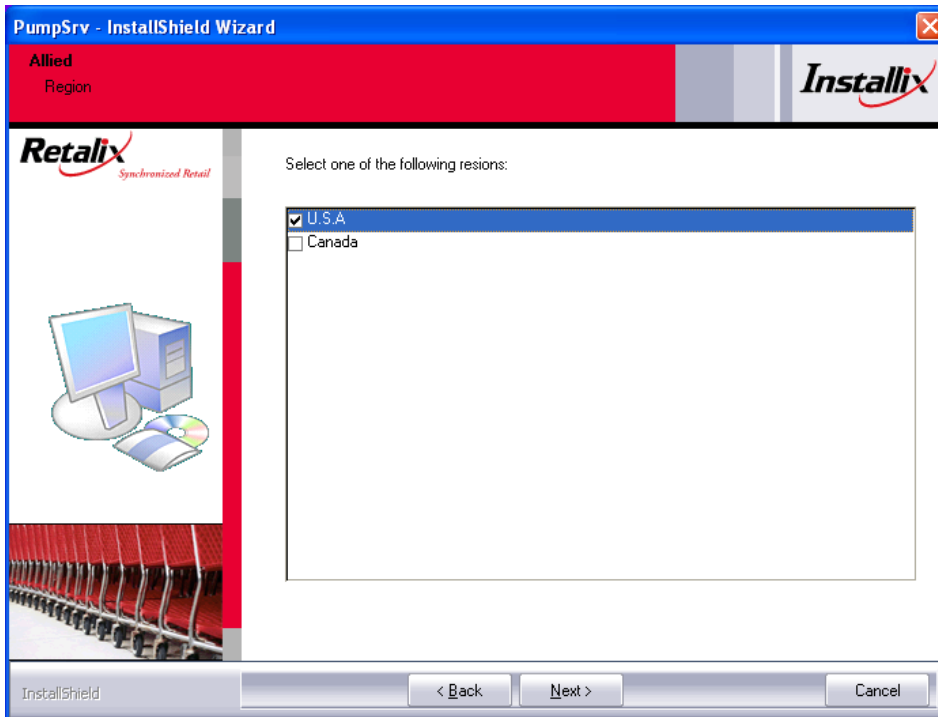 PumpSrv - InstallShield Wizard
Allied
Region
Installix
Retalix
Synchronized Retail
Select one of the following resions:
U.S.A
Canada
InstallShield
< Back
Next >
Cancel